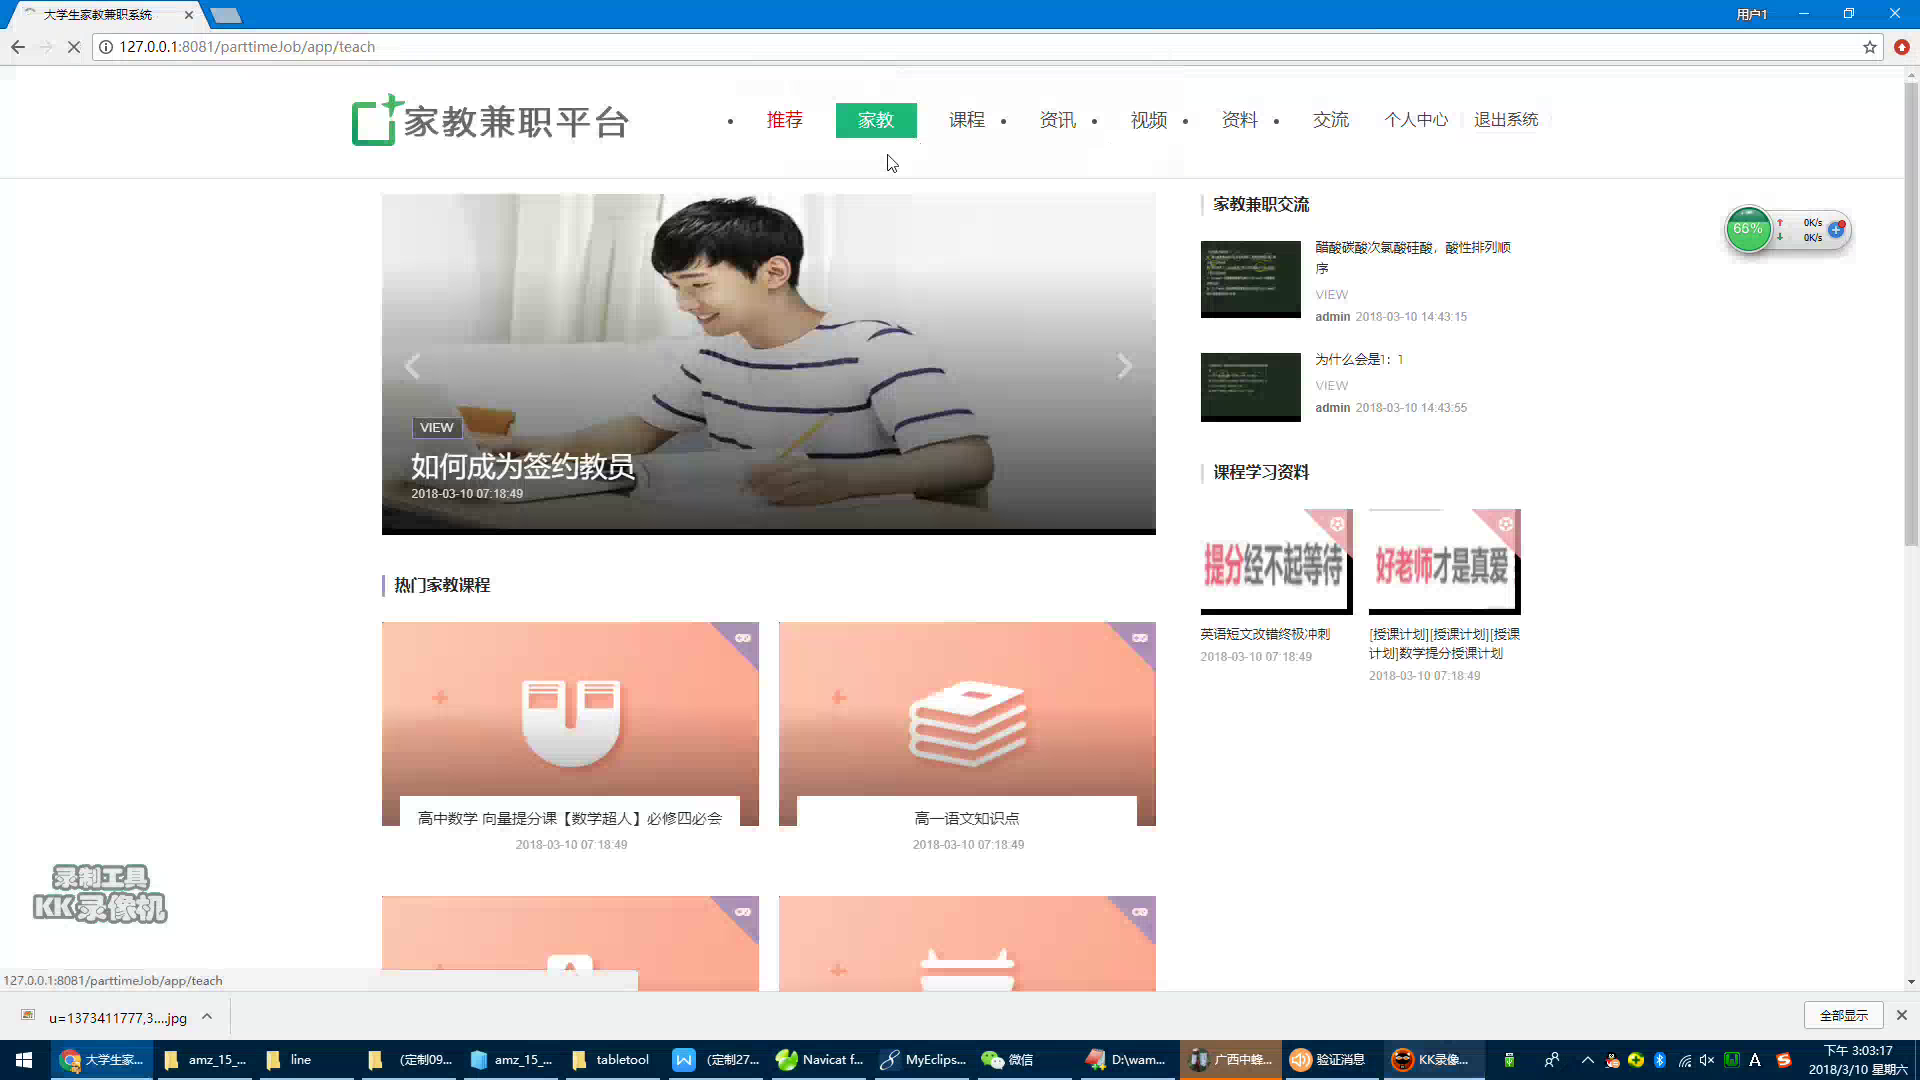 大学生家教兼职系统
用户1
127.0.0.1:8081/parttimeJob/app/teach
家教兼职平台
推荐
家教
课程
资讯
视频
资料
交流
个人中心
退出系统
VIEW
如何成为签约教员
2018-03-10 07:18:49
热门家教课程
高中数学 向量提分课【数学超人】必修四必会
2018-03-10 07:18:49
高一语文知识点
2018-03-10 07:18:49
家教兼职交流
醋酸碳酸次氯酸硅酸，酸性排列顺
序
VIEW
admin 2018-03-10 14:43:15
为什么会是1：1
VIEW
admin 2018-03-10 14:43:55
课程学习资料
提分经不起等待
英语短文改错终极冲刺
2018-03-10 07:18:49
好老师才是真爱
[授课计划][授课计划][授课
计划]数学提分授课计划
2018-03-10 07:18:49
66%
0K/s
0K/s
录制工具
KK录像机
127.0.0.1:8081/parttimeJob/app/teach
u=1373411777,3....jpg
全部显示
大学生家...
amz_15_...
line
(定制09...
amz_15_...
tabletool
(定制27...
Navicat f...
MyEclips...
微信
D:\wam...
广西中蜂...
验证消息
KK录像...
下午 3:03:17
2018/3/10 星期六